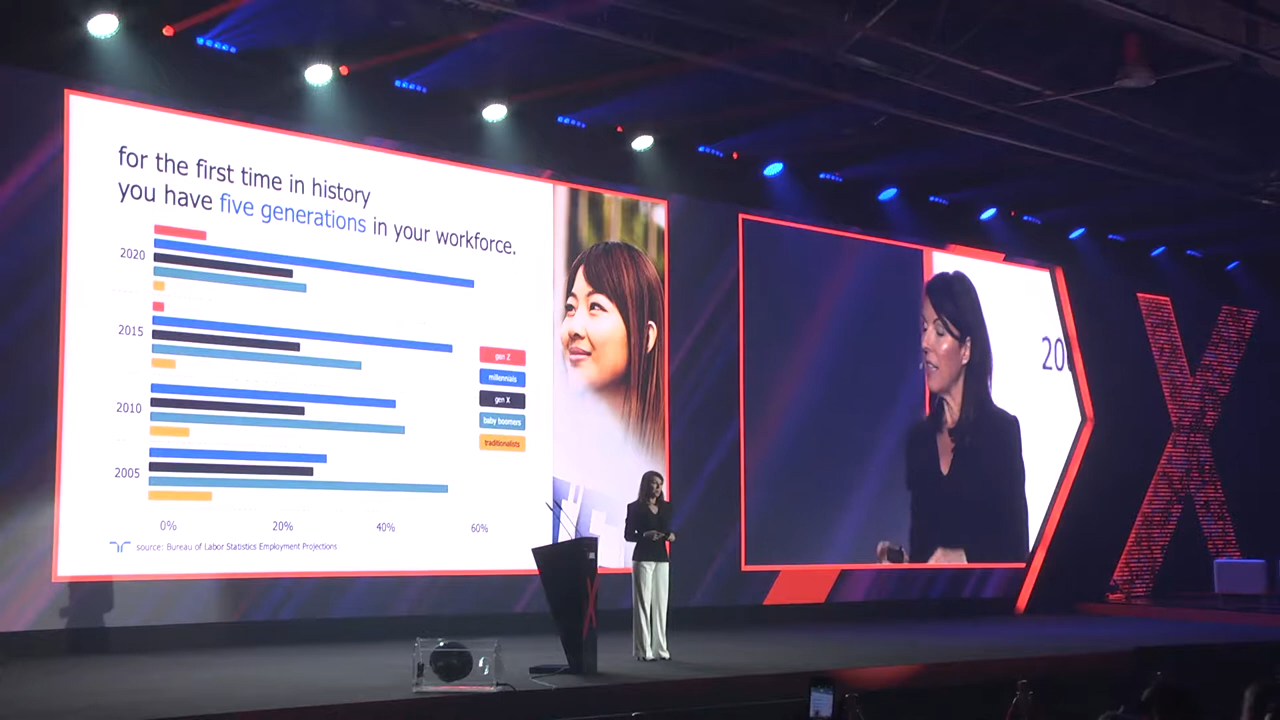 for the first time in history
you have five generations in your workforce.
2020
2015
2010
2005
gen Z
millennials
gen X
baby boomers
traditionalists
0%
20%
40%
60%
source: Bureau of Labor Statistics Employment Projections
20
X
X